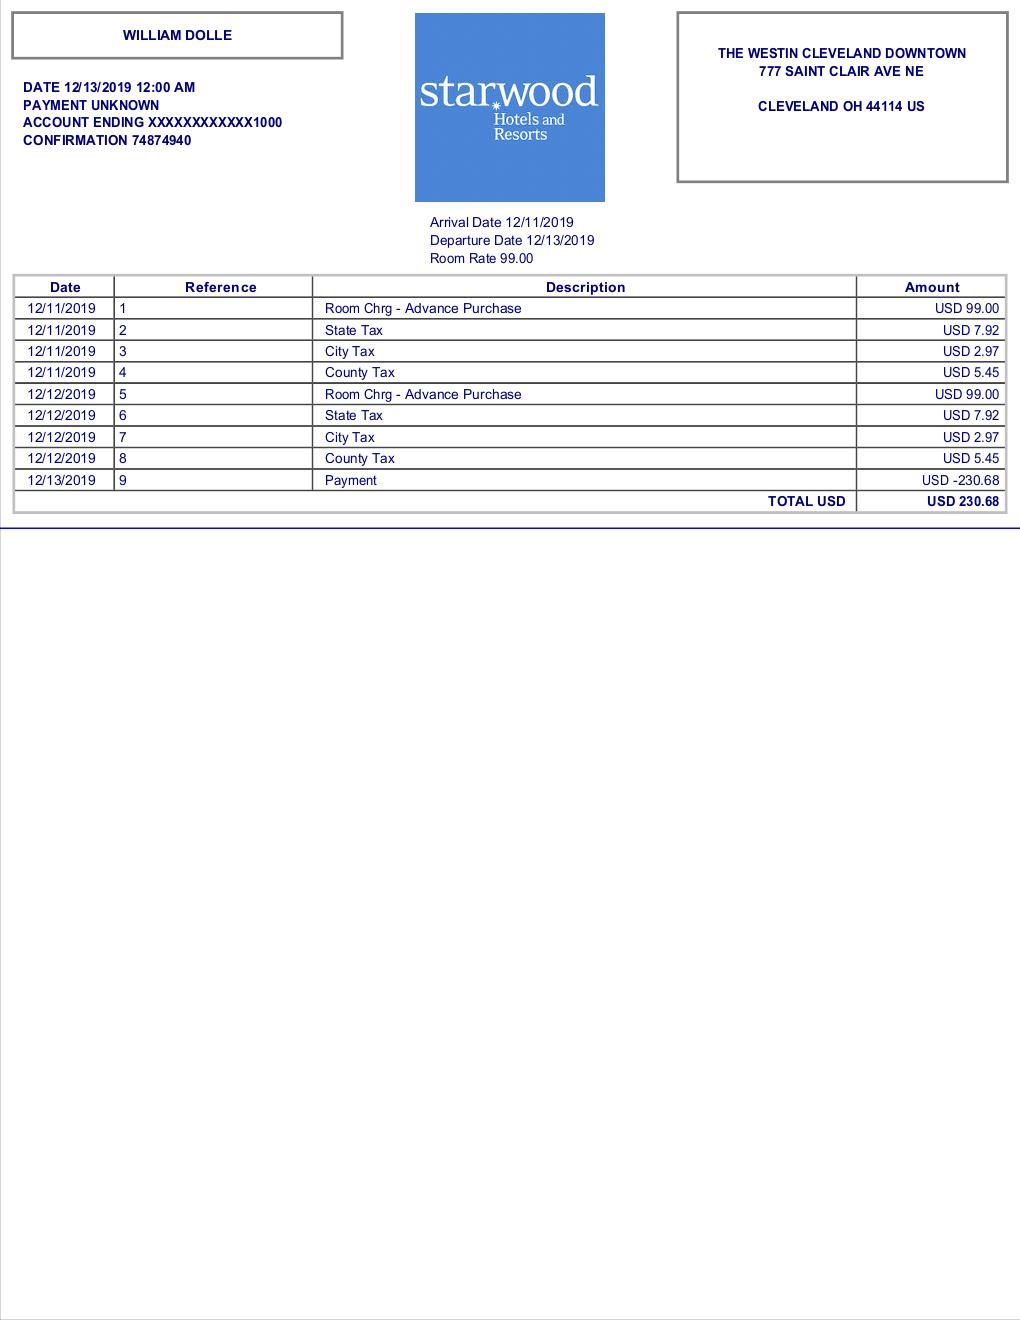 WILLIAM DOLLE
DATE 12/13/2019 12:00 AM
PAYMENT UNKNOWN
ACCOUNT ENDING XXXXXXXXXXXX1000
CONFIRMATION 74874940
starwood
Hotels and
Resorts
THE WESTIN CLEVELAND DOWNTOWN
777 SAINT CLAIR AVE NE
CLEVELAND OH 44114 US
Arrival Date 12/11/2019
Departure Date 12/13/2019
Room Rate 99.00
Date Reference Description Amount
12/11/2019 1 Room Chrg - Advance Purchase USD 99.00
12/11/2019 2 State Tax USD 7.92
12/11/2019 3 City Tax USD 2.97
12/11/2019 4 County Tax USD 5.45
12/12/2019 5 Room Chrg - Advance Purchase USD 99.00
12/12/2019 6 State Tax USD 7.92
12/12/2019 7 City Tax USD 2.97
12/12/2019 8 County Tax USD 5.45
12/13/2019 9 Payment USD -230.68
TOTAL USD USD 230.68